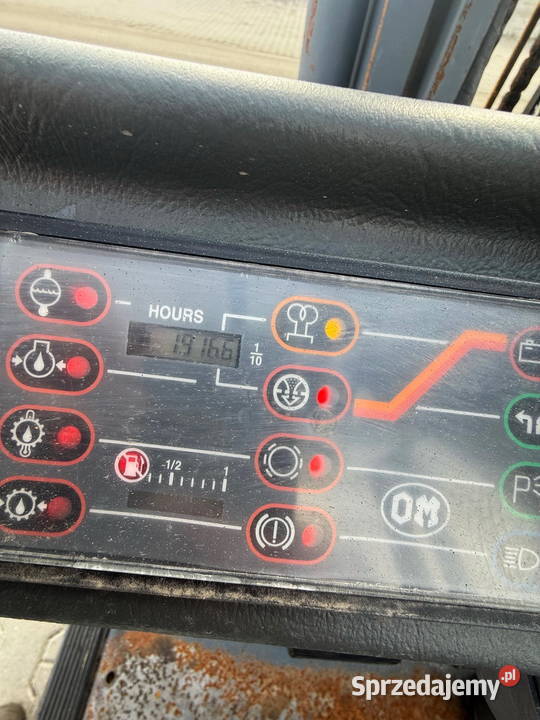 HOURS
19166
1/10
-1/2
1
OM
P
Sprzedajemy.pl